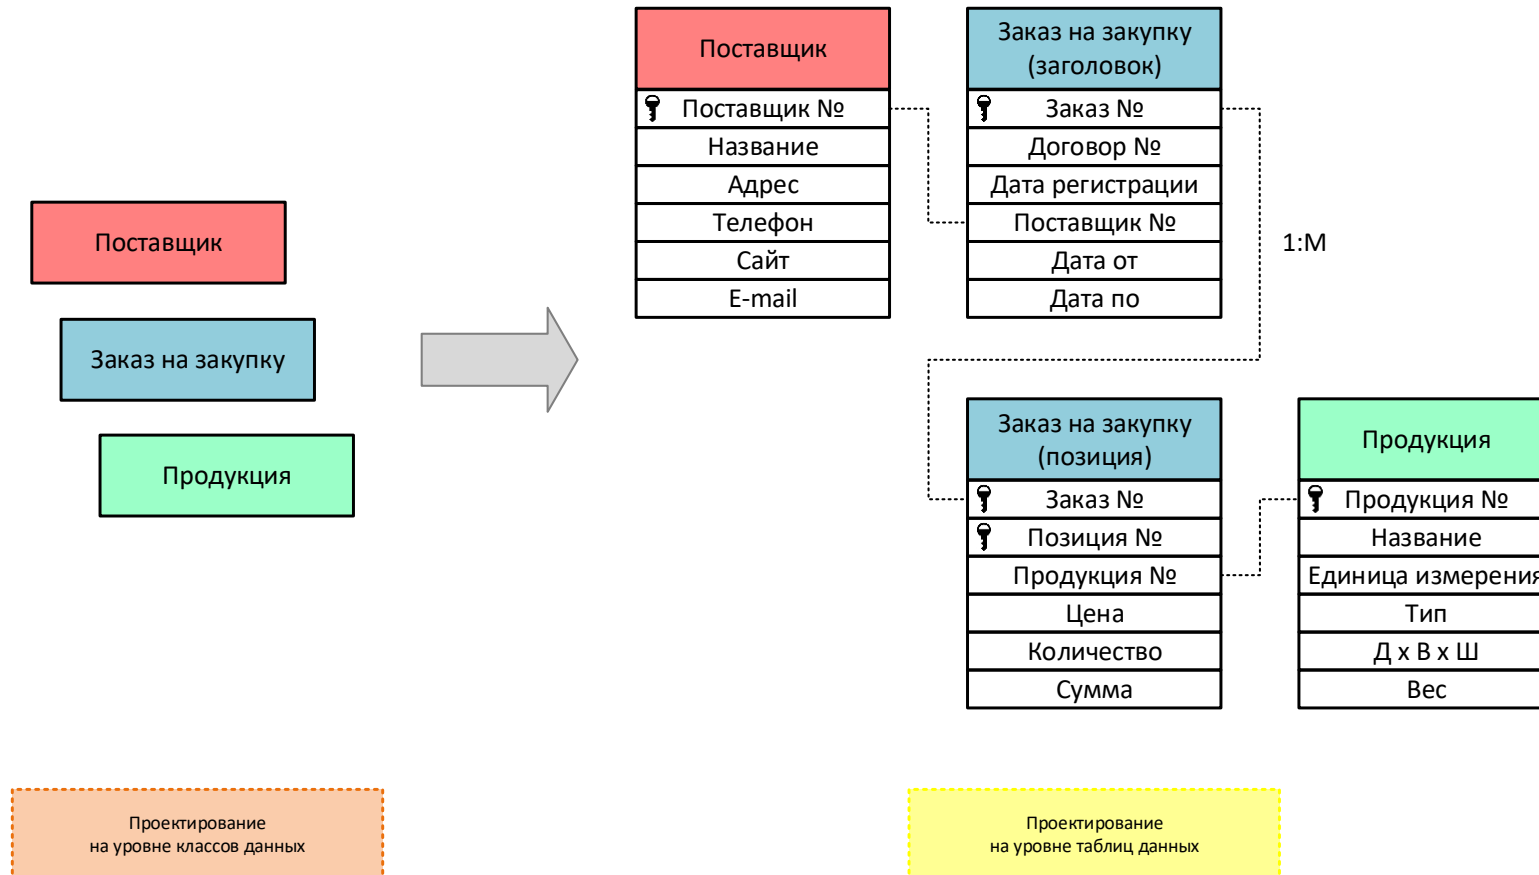 Поставщик
Заказ на закупку
Продукция
Поставщик
Поставщик №
Название
Адрес
Телефон
Сайт
E-mail
Заказ на закупку
(заголовок)
Заказ №
Договор №
Дата регистрации
Поставщик №
Дата от
Дата по
1:М
Заказ на закупку
(позиция)
Заказ №
Позиция №
Продукция №
Цена
Количество
Сумма
Продукция
Продукция №
Название
Единица измерения
Тип
Д х В х Ш
Вес
Проектирование
на уровне классов данных
Проектирование
на уровне таблиц данных